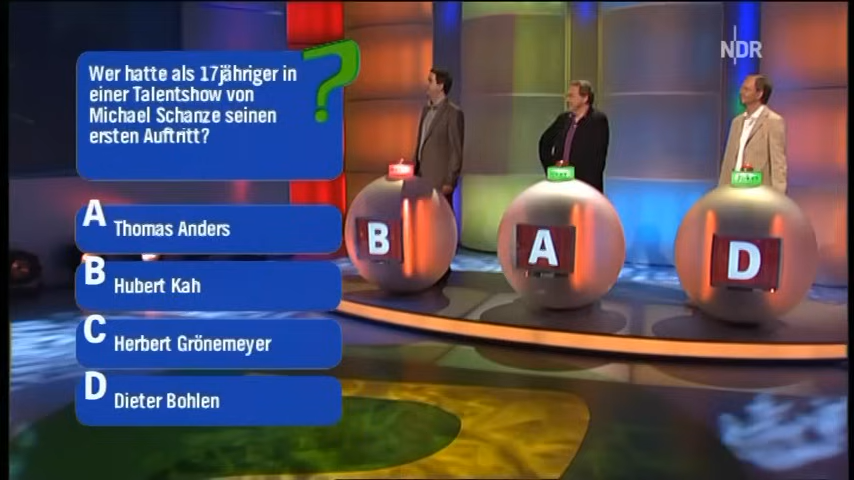 NDR
Wer hatte als 17jähriger in
einer Talentshow von
Michael Schanze seinen
ersten Auftritt?
?
A Thomas Anders
B Hubert Kah
C Herbert Grönemeyer
D Dieter Bohlen
B
A
D